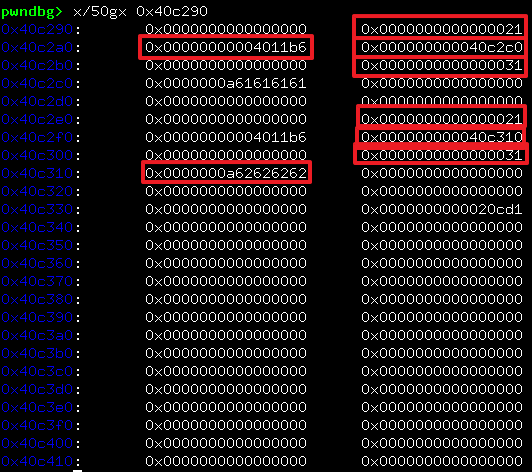 pwndbg> x/50gx 0x40c290
0x40c290: 0x0000000000000000 0x0000000000000021
0x40c2a0: 0x00000000004011b6 0x000000000040c2c0
0x40c2b0: 0x0000000000000000 0x0000000000000031
0x40c2c0: 0x0000000a61616161 0x0000000000000000
0x40c2d0: 0x0000000000000000 0x0000000000000000
0x40c2e0: 0x0000000000000000 0x0000000000000021
0x40c2f0: 0x00000000004011b6 0x000000000040c310
0x40c300: 0x0000000000000000 0x0000000000000031
0x40c310: 0x0000000a62626262 0x0000000000000000
0x40c320: 0x0000000000000000 0x0000000000000000
0x40c330: 0x0000000000000000 0x0000000000020cd1
0x40c340: 0x0000000000000000 0x0000000000000000
0x40c350: 0x0000000000000000 0x0000000000000000
0x40c360: 0x0000000000000000 0x0000000000000000
0x40c370: 0x0000000000000000 0x0000000000000000
0x40c380: 0x0000000000000000 0x0000000000000000
0x40c390: 0x0000000000000000 0x0000000000000000
0x40c3a0: 0x0000000000000000 0x0000000000000000
0x40c3b0: 0x0000000000000000 0x0000000000000000
0x40c3c0: 0x0000000000000000 0x0000000000000000
0x40c3d0: 0x0000000000000000 0x0000000000000000
0x40c3e0: 0x0000000000000000 0x0000000000000000
0x40c3f0: 0x0000000000000000 0x0000000000000000
0x40c400: 0x0000000000000000 0x0000000000000000
0x40c410: 0x0000000000000000 0x0000000000000000